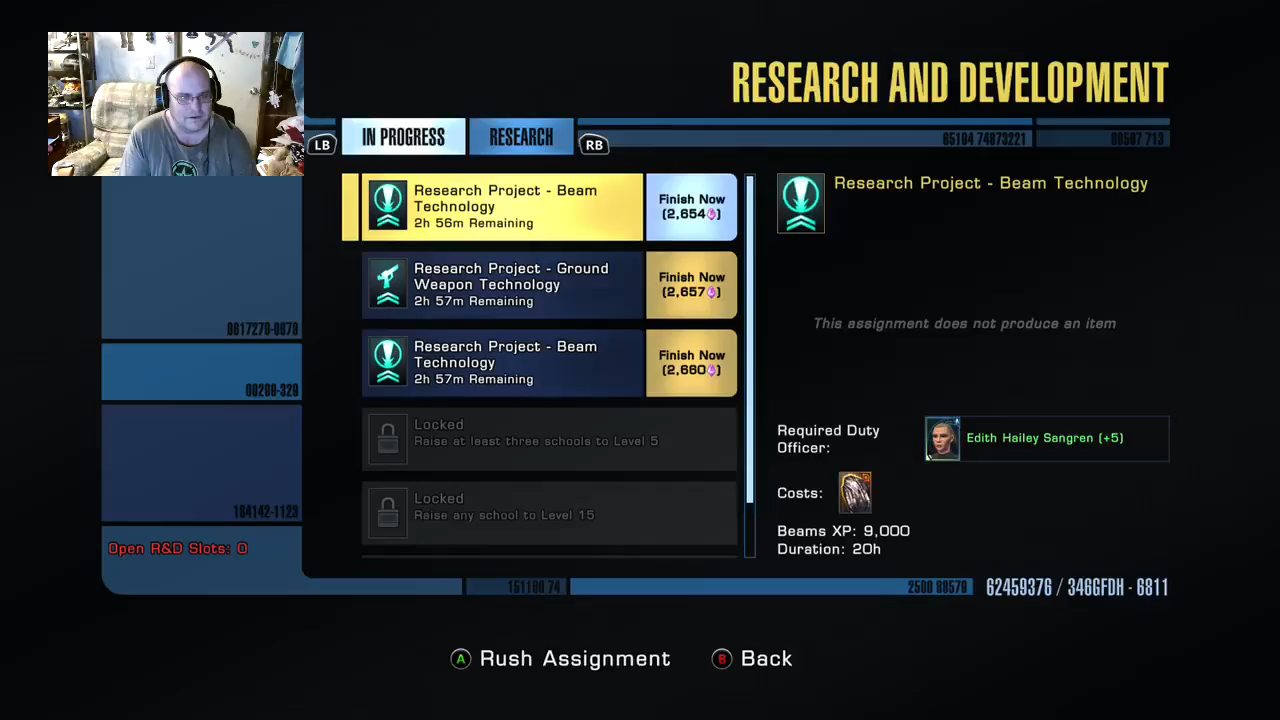 RESEARCH AND DEVELOPMENT
LB
IN PROGRESS
RESEARCH
RB
65184 74873221
Research Project - Beam Technology
2h 56m Remaining
Finish Now
(2,654)
Research Project - Beam Technology
Research Project - Ground Weapon Technology
2h 57m Remaining
Finish Now
(2,657)
This assignment does not produce an item
Research Project - Beam Technology
2h 57m Remaining
Finish Now
(2,660)
Locked
Raise at least three schools to Level 5
Locked
Raise any school to Level 15
Required Duty Officer:
Edith Hailey Sangren (+5)
Costs:
Beams XP: 9,000
Duration: 20h
184142-1123
Open R&D Slots: 0
62459376 / 346GFDH - 6811
A Rush Assignment
B Back